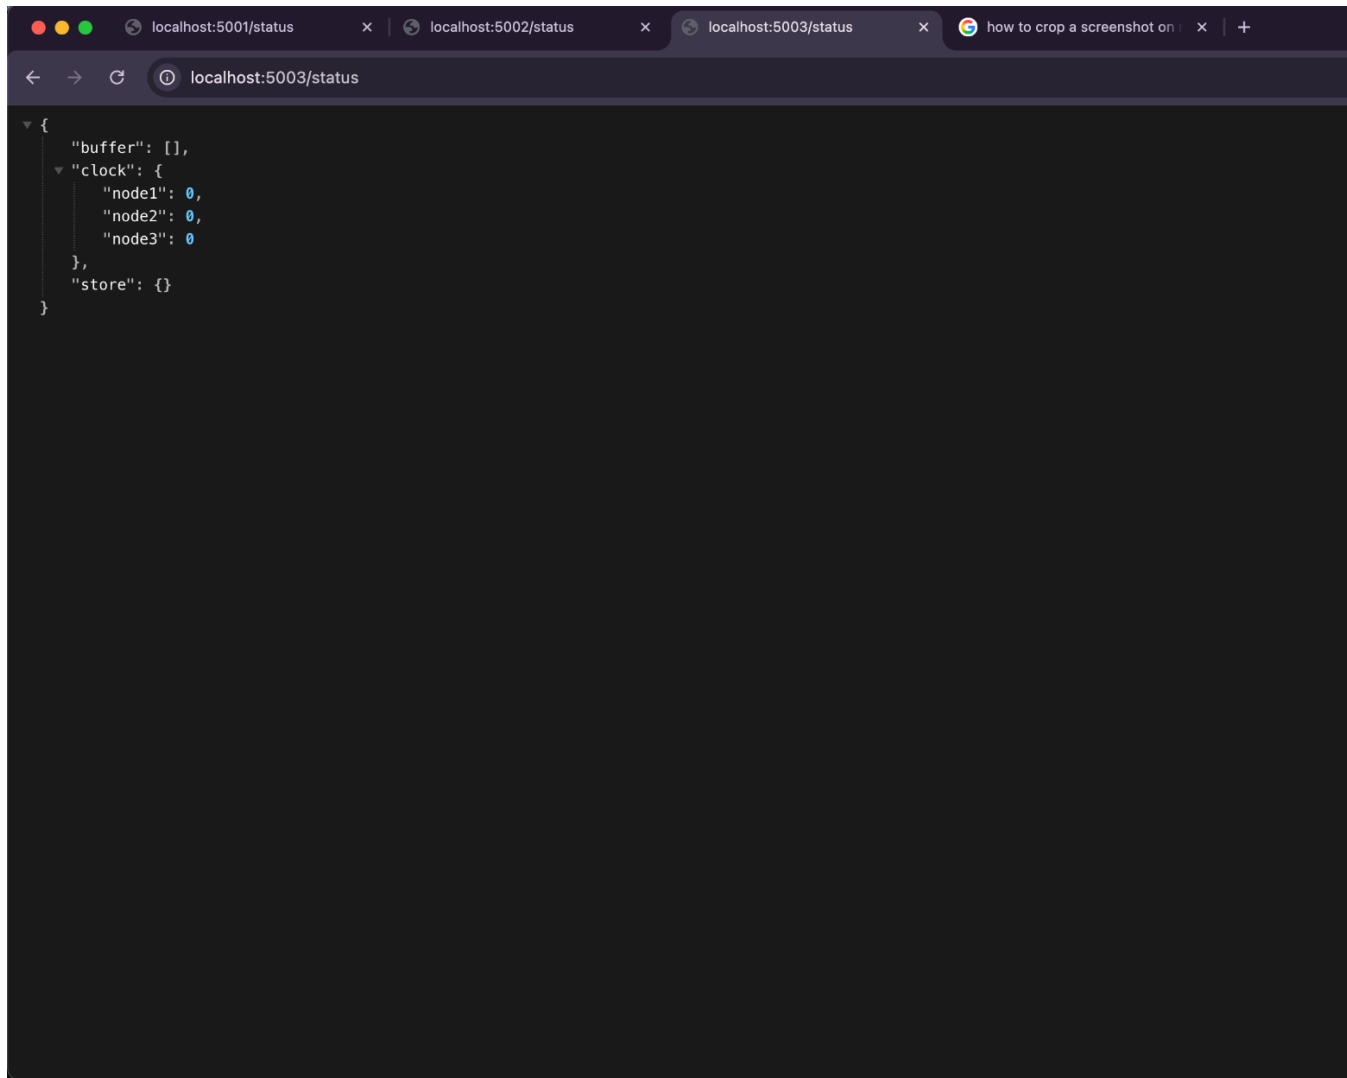 localhost:5001/status
localhost:5002/status
localhost:5003/status
how to crop a screenshot on
localhost:5003/status
{
"buffer": [],
"clock": {
"node1": 0,
"node2": 0,
"node3": 0
},
"store": {}
}